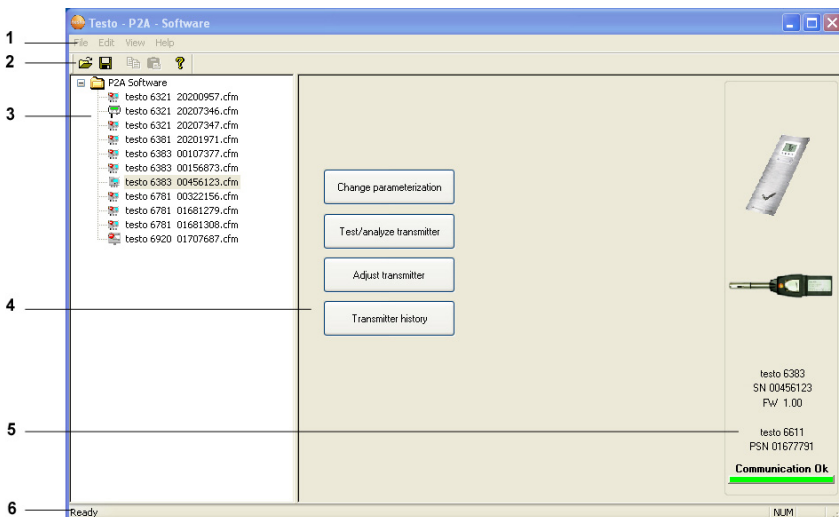 Testo - P2A - Software
1
File Edit View Help
2
3
P2A Software
testo 6321 20200957.cfm
testo 6321 20207346.cfm
testo 6321 20207347.cfm
testo 6381 20201971.cfm
testo 6383 00107377.cfm
testo 6383 00156873.cfm
testo 6383 00456123.cfm
testo 6781 00322156.cfm
testo 6781 01681279.cfm
testo 6781 01681308.cfm
testo 6920 01707687.cfm
Change parameterization
Test/analyze transmitter
Adjust transmitter
4
Transmitter history
testo 6383
SN 00456123
FW 1.00
5
testo 6611
PSN 01677791
Communication Ok
6
Ready
NUM